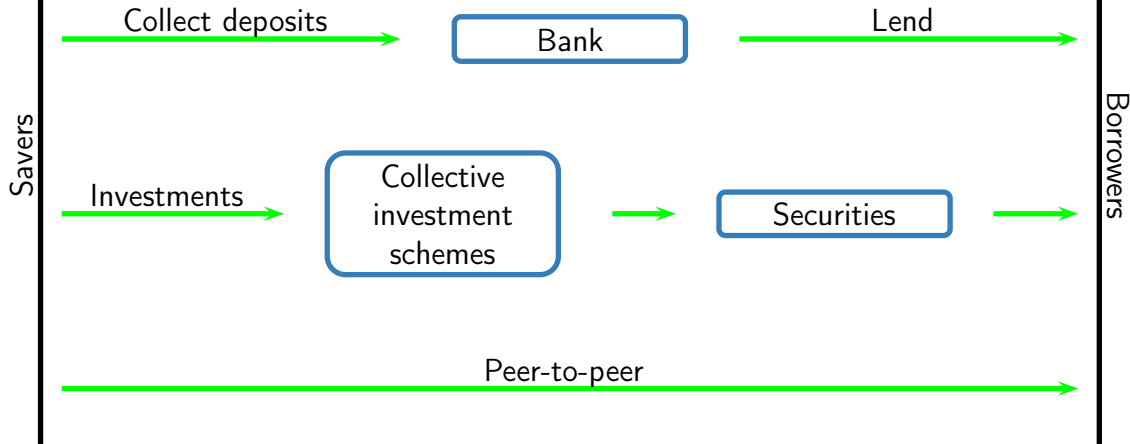 Collect deposits
Bank
Lend
Savers
Borrowers
Investments
Collective
investment
schemes
Securities
Peer-to-peer